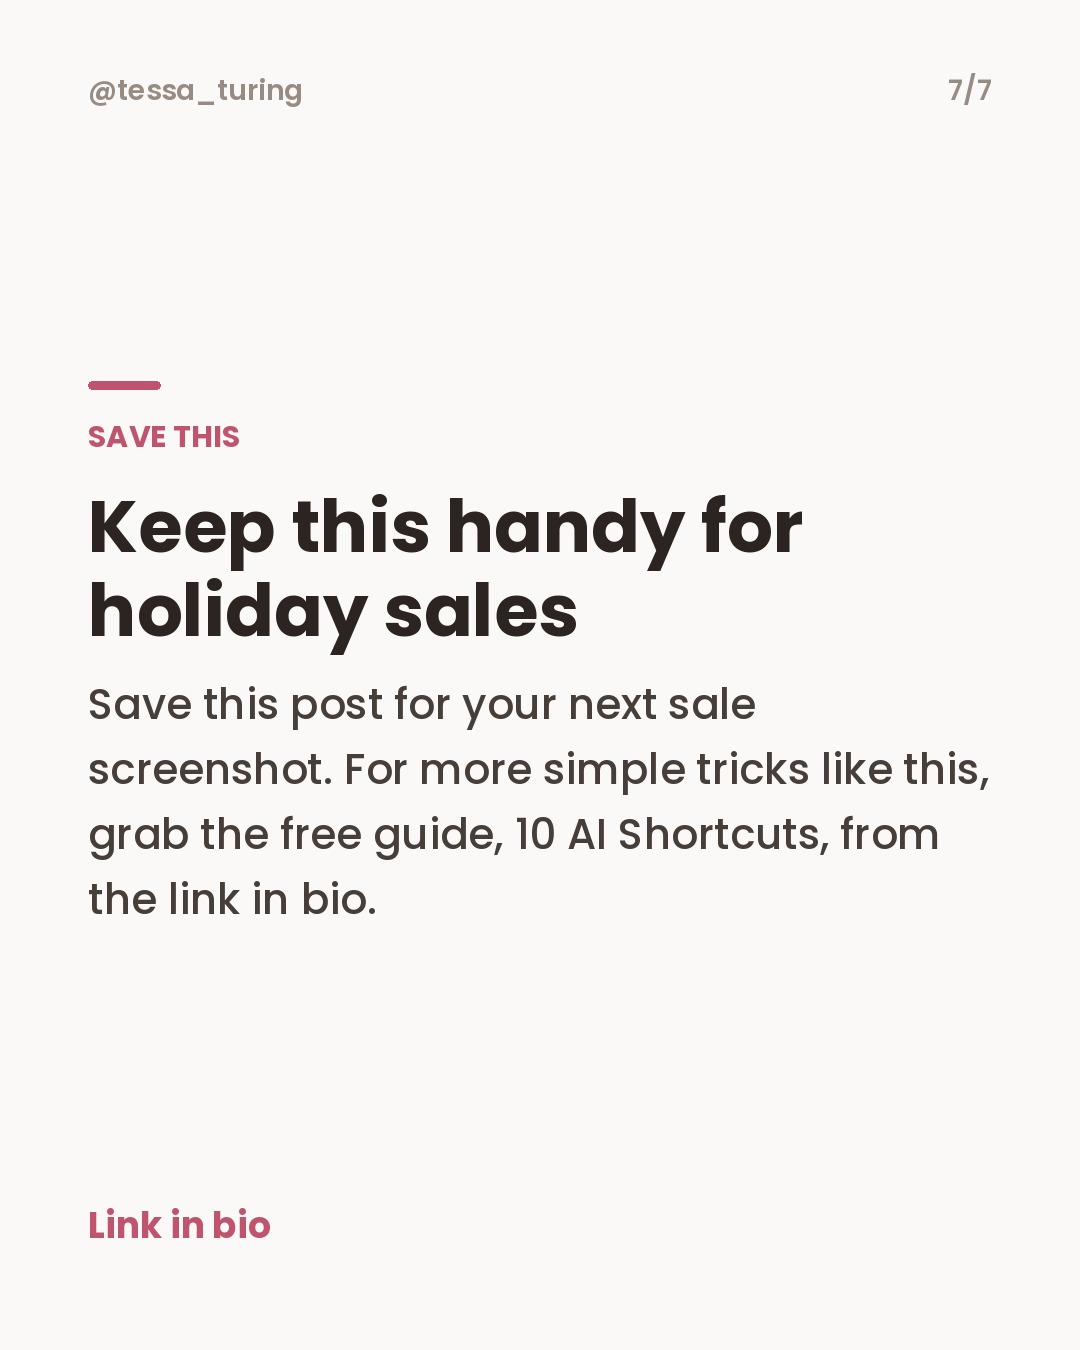 @tessa_turing
7/7
SAVE THIS
Keep this handy for
holiday sales
Save this post for your next sale
screenshot. For more simple tricks like this,
grab the free guide, 10 AI Shortcuts, from
the link in bio.
Link in bio